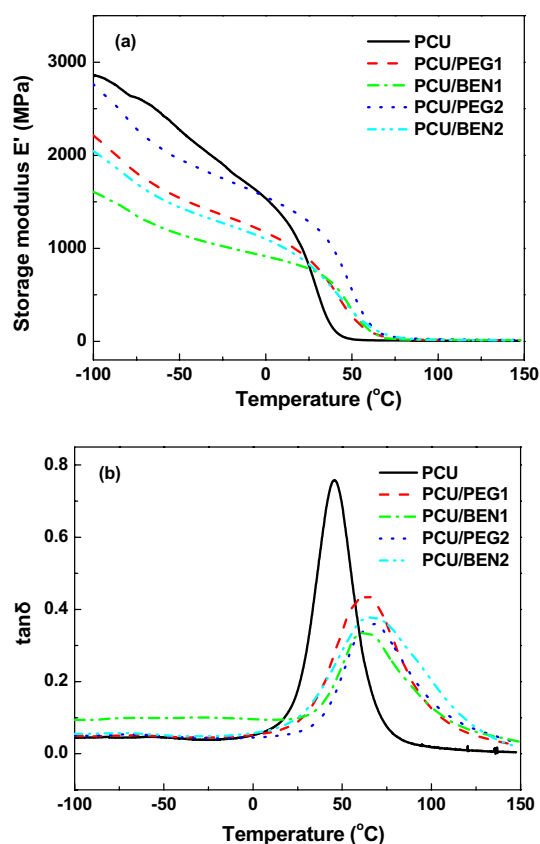 (a)
PCU
PCU/PEG1
PCU/BEN1
PCU/PEG2
PCU/BEN2
Storage modulus E' (MPa)
3000
2000
1000
0
-100 -50 0 50 100 150
Temperature (°C)
(b)
PCU
PCU/PEG1
PCU/BEN1
PCU/PEG2
PCU/BEN2
tanδ
0.8
0.6
0.4
0.2
0.0
-100 -50 0 50 100 150
Temperature (°C)